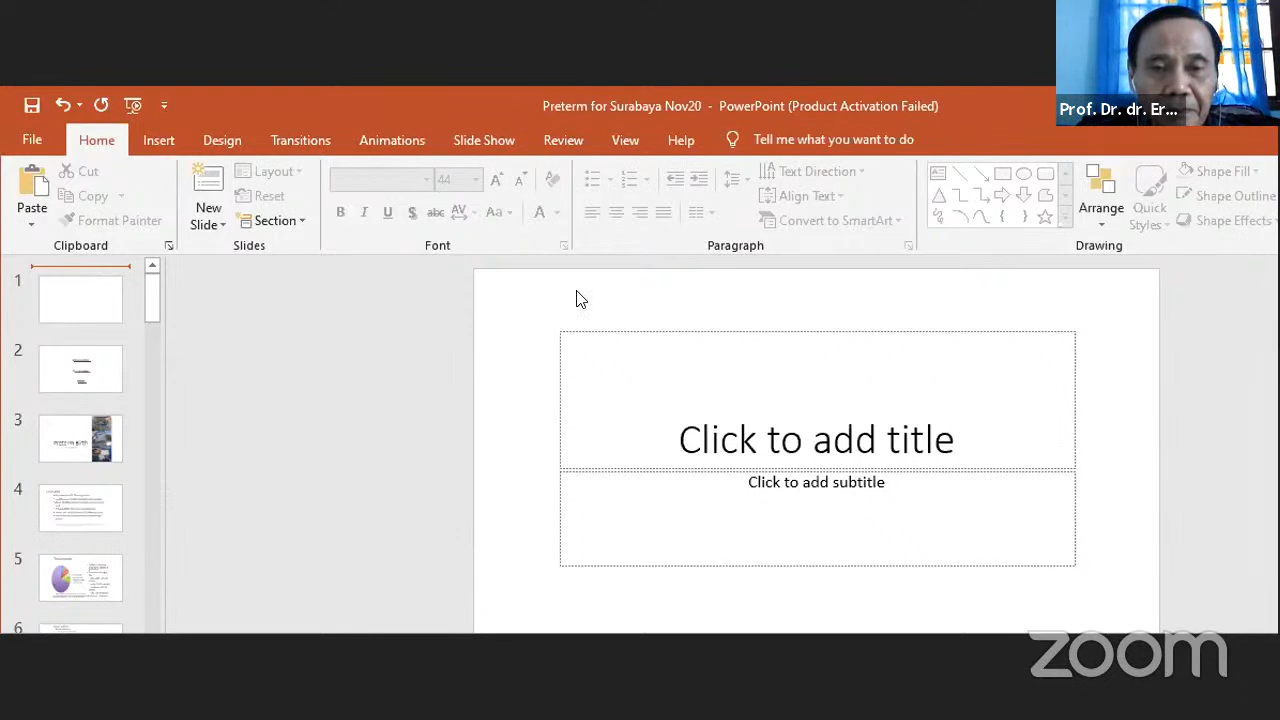 Prof. Dr. dr. Er...
Preterm for Surabaya Nov20 - PowerPoint (Product Activation Failed)
File Home Insert Design Transitions Animations Slide Show Review View Help Tell me what you want to do
Paste
Cut
Copy
Format Painter
Clipboard
New Slide
Layout
Reset
Section
Slides
44
B I U S abc AV Aa A
Font
Text Direction
Align Text
Convert to SmartArt
Paragraph
Arrange
Quick Styles
Shape Fill
Shape Outline
Shape Effects
Drawing
1
2
3
4
5
6
Click to add title
Click to add subtitle
zoom